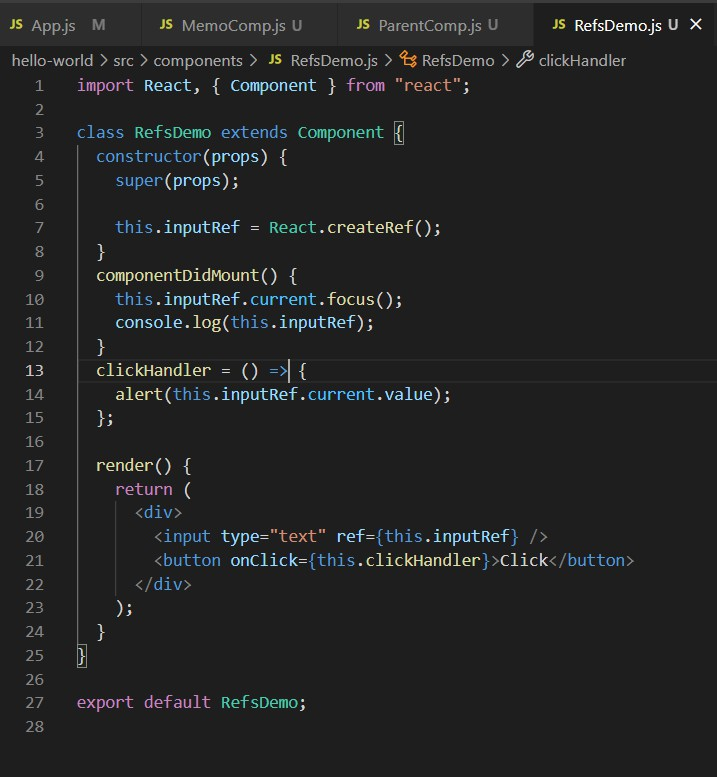 JS App.js M JS MemoComp.js U JS ParentComp.js U JS RefsDemo.js U
hello-world > src > components > JS RefsDemo.js > RefsDemo > clickHandler
1 import React, { Component } from "react";
2
3 class RefsDemo extends Component {
4 constructor(props) {
5 super(props);
6
7 this.inputRef = React.createRef();
8 }
9 componentDidMount() {
10 this.inputRef.current.focus();
11 console.log(this.inputRef);
12 }
13 clickHandler = () => {
14 alert(this.inputRef.current.value);
15 };
16
17 render() {
18 return (
19 <div>
20 <input type="text" ref={this.inputRef} />
21 <button onClick={this.clickHandler}>Click</button>
22 </div>
23 );
24 }
25 }
26
27 export default RefsDemo;
28